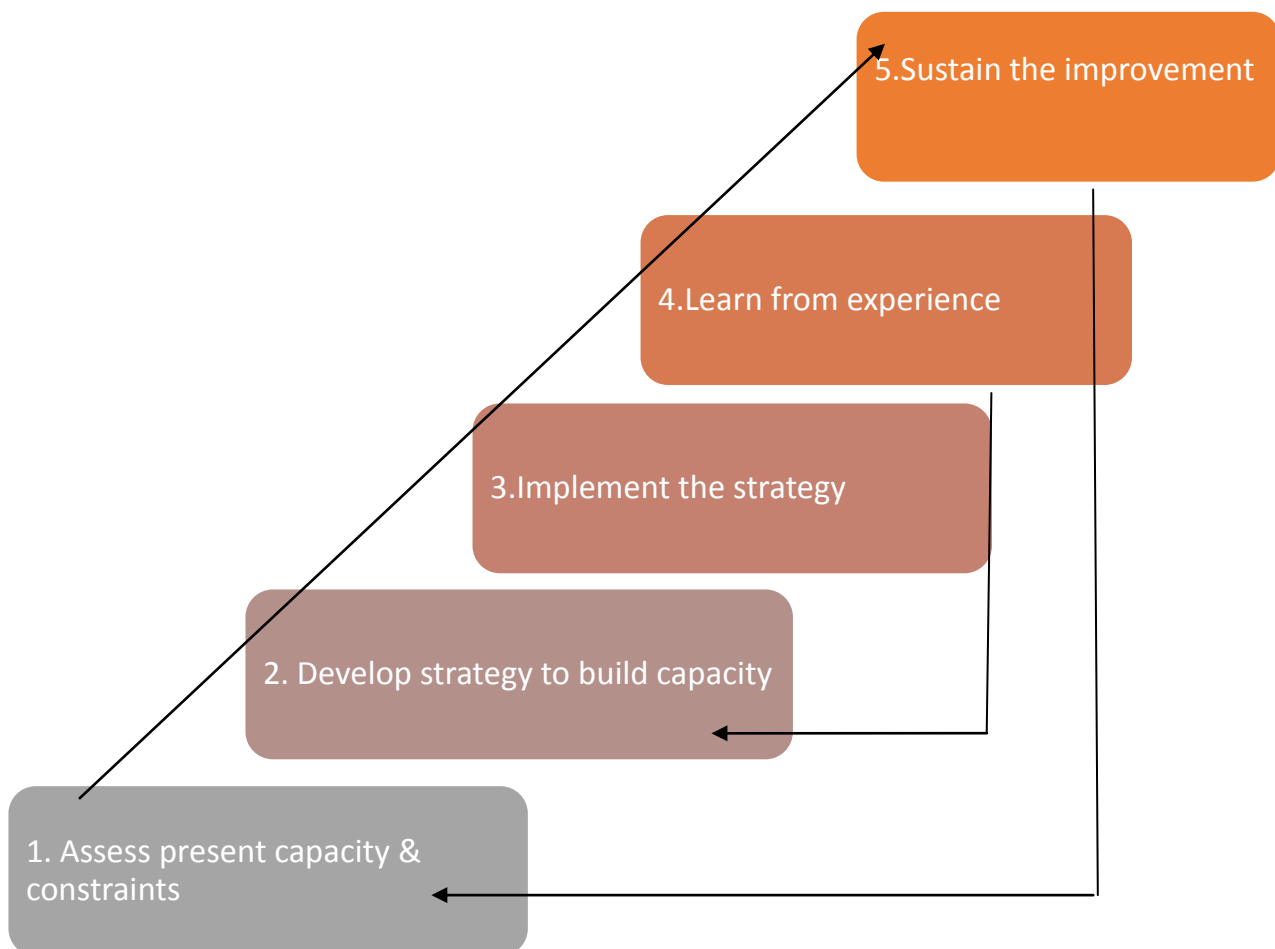 5.Sustain the improvement
4.Learn from experience
3.Implement the strategy
2. Develop strategy to build capacity
1. Assess present capacity &
constraints